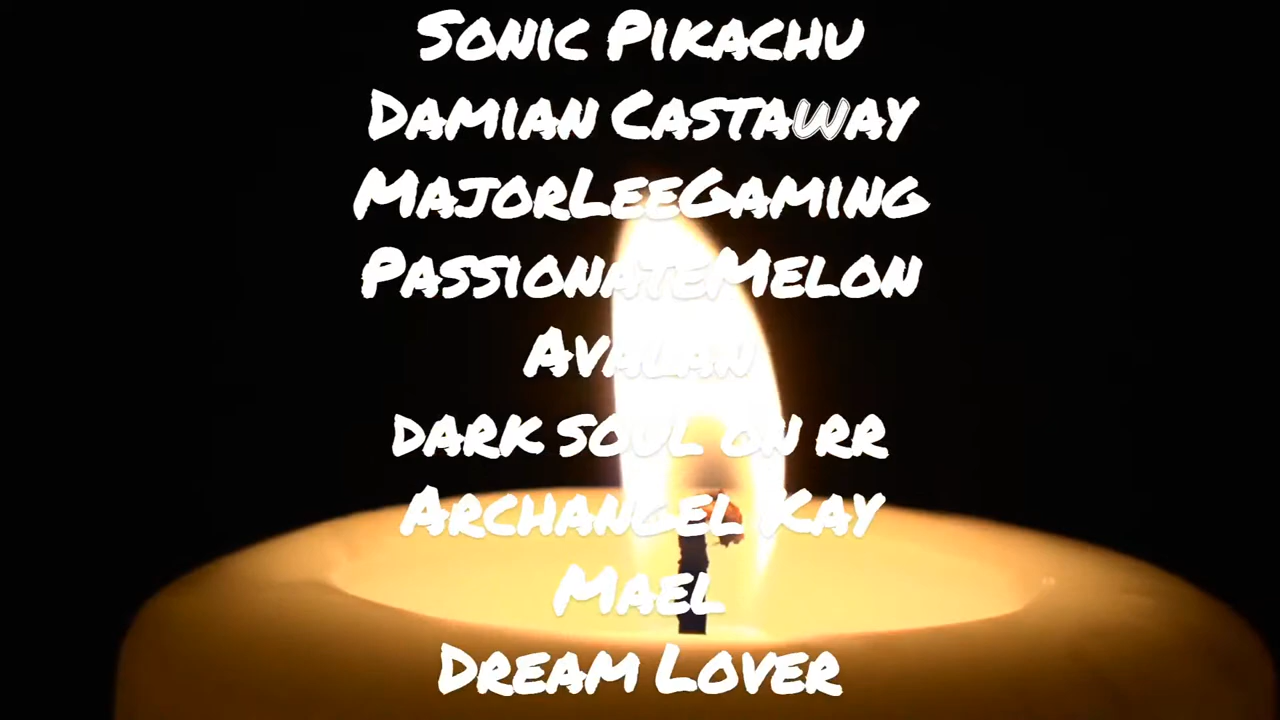 Sonic Pikachu
Damian Castaway
MajorLeeGaming
PassionateMelon
Avalan
dark soul on rr
Archangel Kay
Mael
Dream Lover